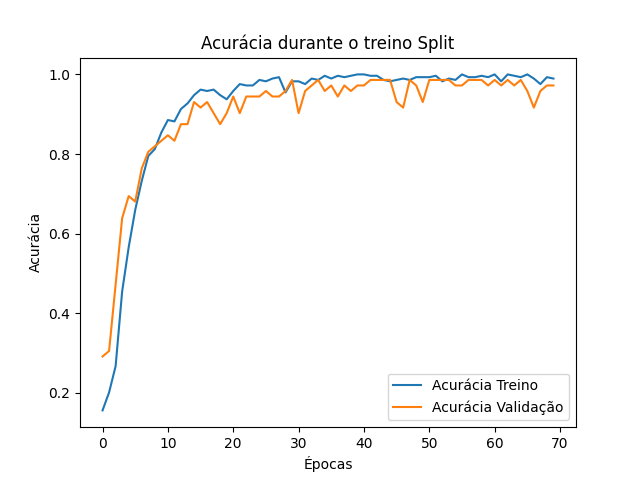 Acurácia durante o treino Split
Acurácia
1.0
0.8
0.6
0.4
0.2
0 10 20 30 40 50 60 70
Épocas
Acurácia Treino
Acurácia Validação